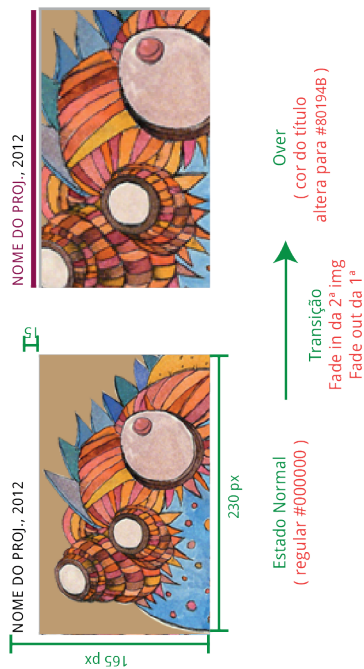 NOME DO PROJ., 2012
165 px
230 px
15
NOME DO PROJ., 2012
Estado Normal
( regular #000000 )
Transição
Fade in da 2ª img
Fade out da 1ª
Over
( cor do título
altera para #80194B )